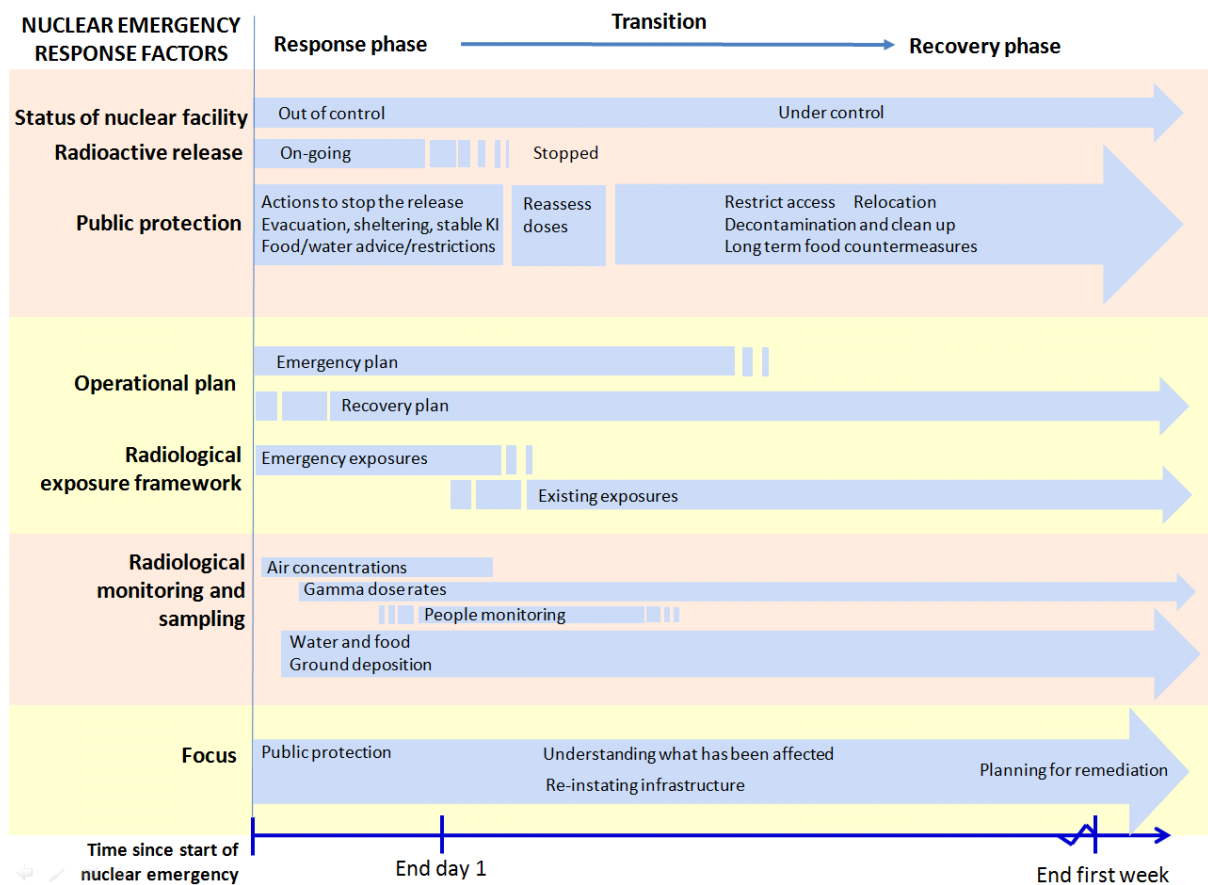 NUCLEAR EMERGENCY
RESPONSE FACTORS
Response phase
Transition
Recovery phase
Status of nuclear facility
Out of control
Under control
Radioactive release
On-going
Stopped
Public protection
Actions to stop the release
Evacuation, sheltering, stable KI
Food/water advice/restrictions
Reassess
doses
Restrict access Relocation
Decontamination and clean up
Long term food countermeasures
Operational plan
Emergency plan
Recovery plan
Radiological
exposure framework
Emergency exposures
Existing exposures
Radiological
monitoring and
sampling
Air concentrations
Gamma dose rates
People monitoring
Water and food
Ground deposition
Focus
Public protection
Understanding what has been affected
Re-instating infrastructure
Planning for remediation
Time since start of
nuclear emergency
End day 1
End first week